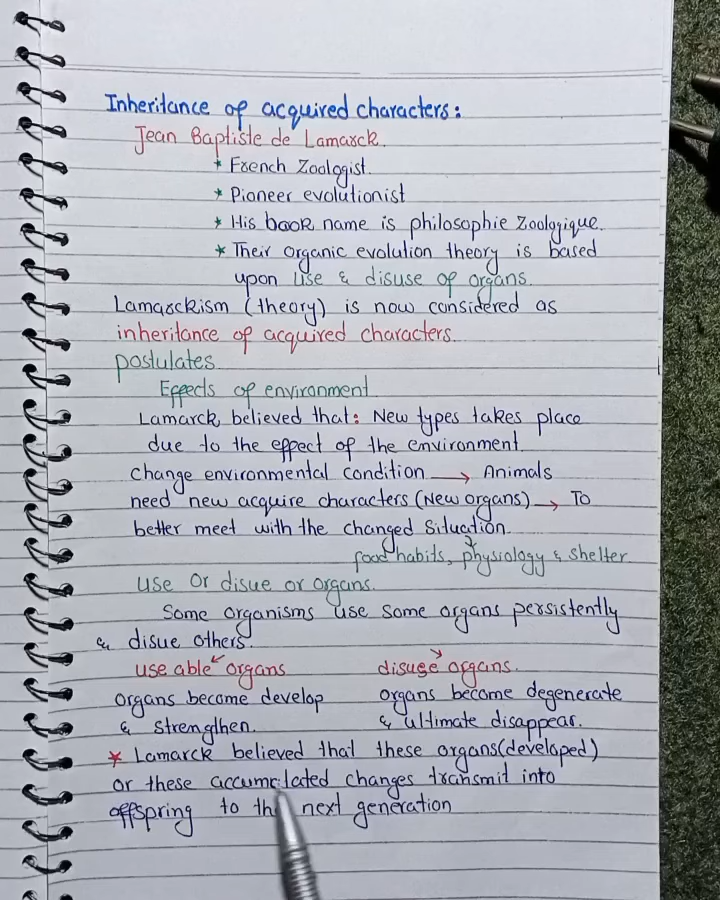 Inheritance of acquired characters:
Jean Baptiste de Lamarck.
* French Zoologist.
* Pioneer evolutionist
* His book name is philosophie Zoologique.
* Their organic evolution theory is based
upon use & disuse of organs.
Lamarckism (theory) is now considered as
inheritance of acquired characters.
postulates.
Effects of environment
Lamarck believed that: New types takes place
due to the effect of the environment
change environmental condition → Animals
need new acquire characters (New organs) → To
better meet with the changed situation.
food habits, physiology & shelter
use or disue or organs.
Some organisms use some organs persistently
& disue others.
use able organs disuse organs.
organs become develop organs become degenerate
& strengthen. & ultimate disappear.
* Lamarck believed that these organs(developed)
or these accumulated changes transmit into
offspring to the next generation